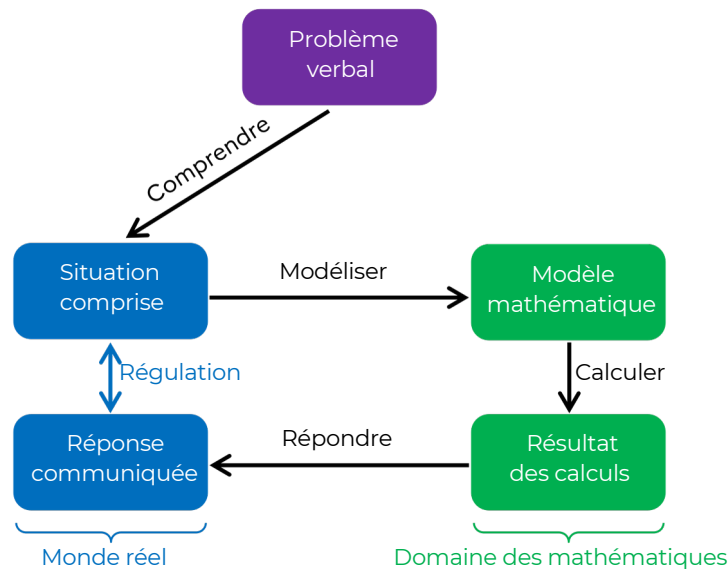 Problème
verbal
Comprendre
Situation
comprise
Modéliser
Modèle
mathématique
Régulation
Calculer
Réponse
communiquée
Répondre
Résultat
des calculs
Monde réel
Domaine des mathématiques